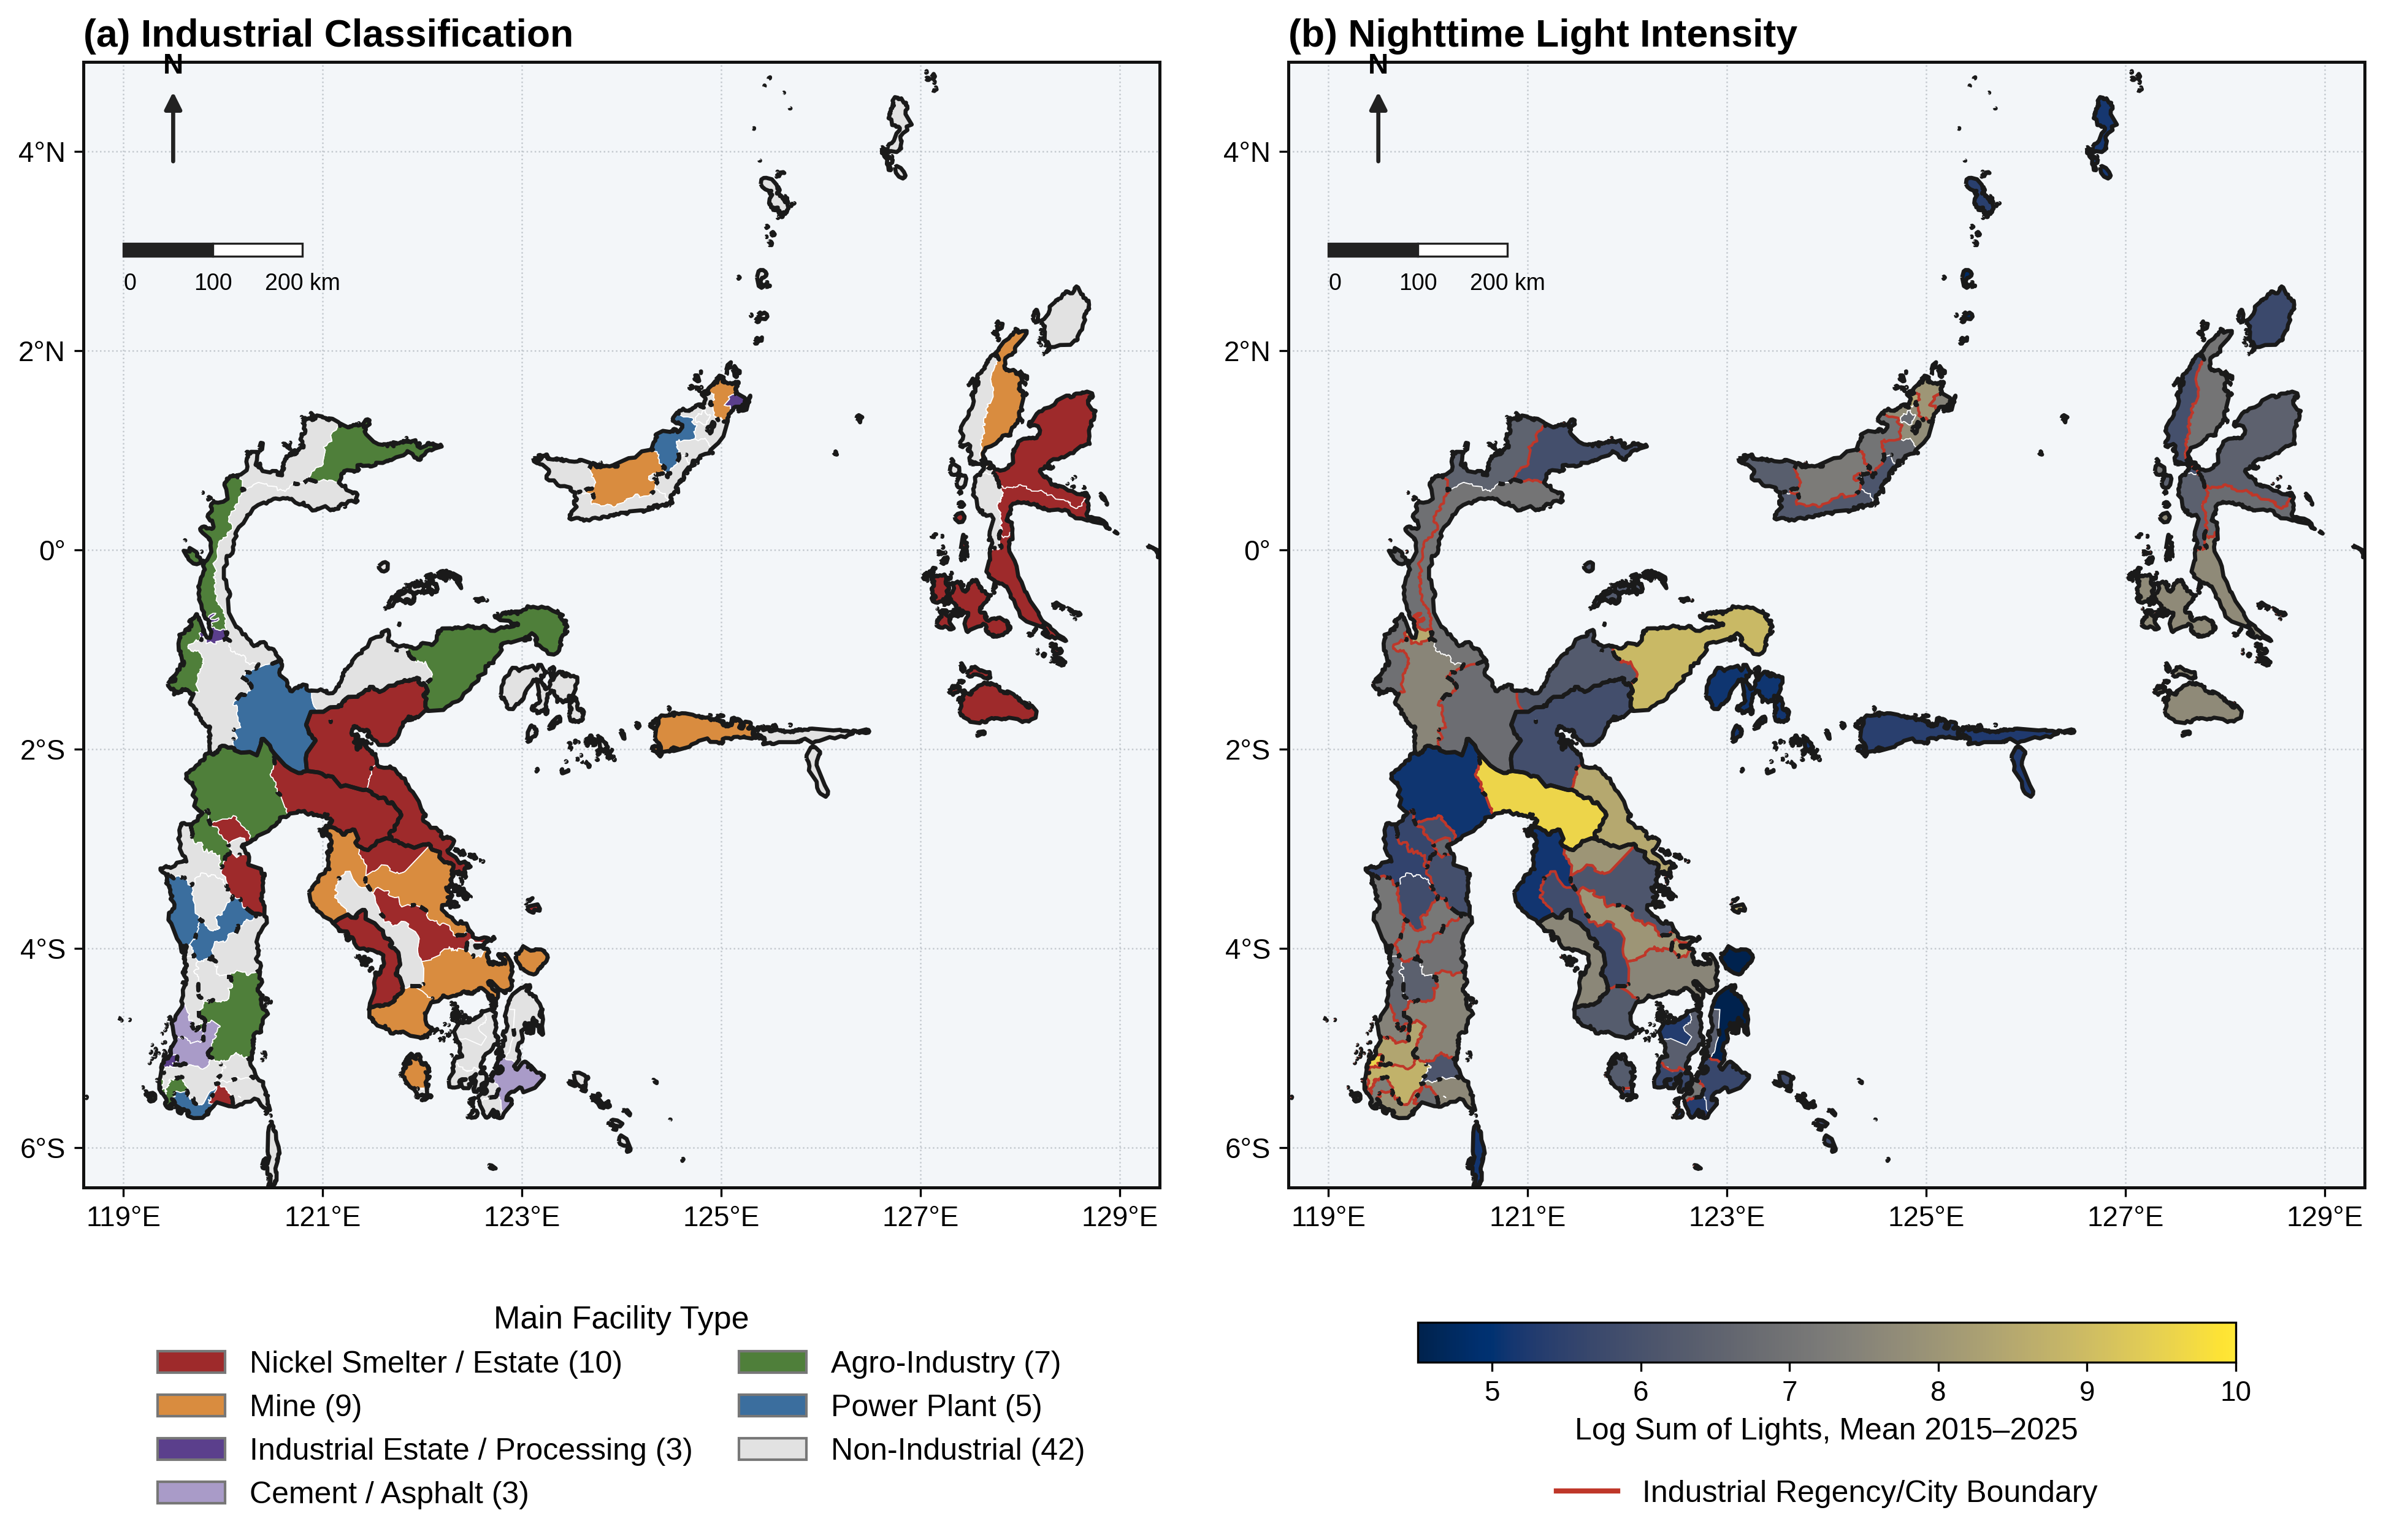 (a) Industrial Classification
N
4°N
2°N
0°
2°S
4°S
6°S
0 100 200 km
119°E 121°E 123°E 125°E 127°E 129°E
Main Facility Type
Nickel Smelter / Estate (10)
Mine (9)
Industrial Estate / Processing (3)
Cement / Asphalt (3)
Agro-Industry (7)
Power Plant (5)
Non-Industrial (42)
(b) Nighttime Light Intensity
N
4°N
2°N
0°
2°S
4°S
6°S
0 100 200 km
119°E 121°E 123°E 125°E 127°E 129°E
5 6 7 8 9 10
Log Sum of Lights, Mean 2015–2025
Industrial Regency/City Boundary